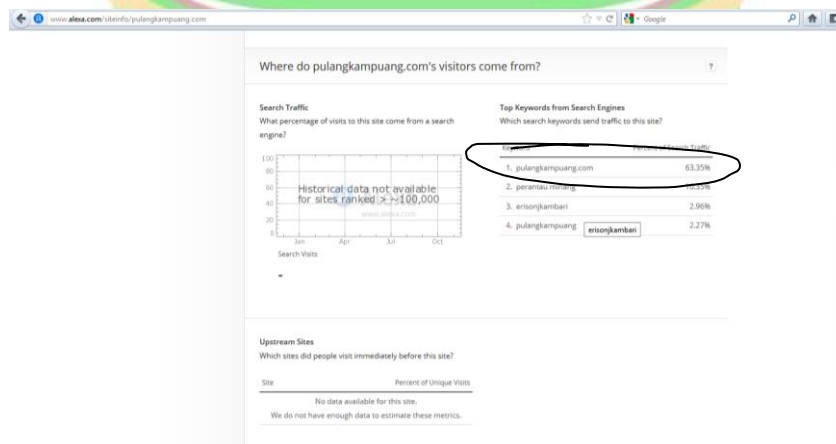 www.alexa.com/siteinfo/pulangkampuang.com
Google
Where do pulangkampuang.com's visitors come from?
?
Search Traffic
What percentage of visits to this site come from a search
engine?
100
80
60
40
20
0
Historical data not available
for sites ranked > ~100,000
www.alexa.com
Jan Apr Jul Oct
Search Visits
-
Top Keywords from Search Engines
Which search keywords send traffic to this site?
Keyword Percent of Search Traffic
1. pulangkampuang.com 63.35%
2. perantau minang
3. erisonjkambari 2.96%
4. pulangkampuang 2.27%
erisonjkambari
Upstream Sites
Which sites did people visit immediately before this site?
Site Percent of Unique Visits
No data available for this site.
We do not have enough data to estimate these metrics.